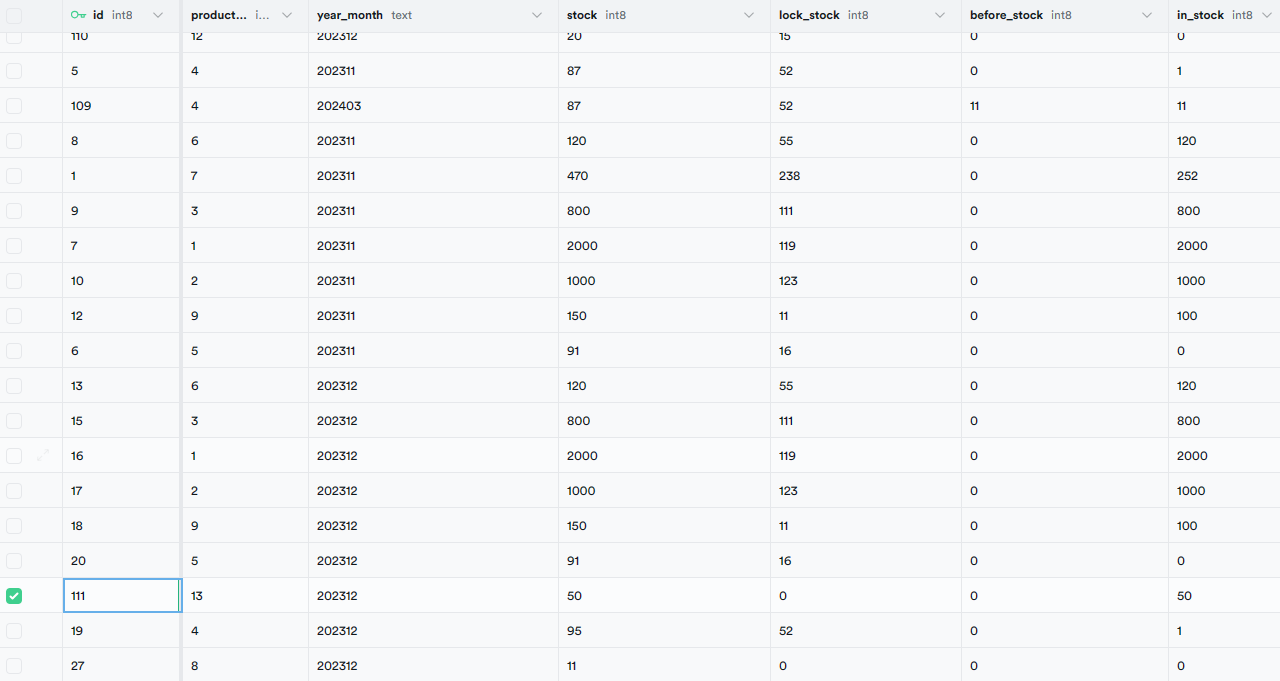 id int8 product... i... year_month text stock int8 lock_stock int8 before_stock int8 in_stock int8
110 12 202312 20 15 0 0
5 4 202311 87 52 0 1
109 4 202403 87 52 11 11
8 6 202311 120 55 0 120
1 7 202311 470 238 0 252
9 3 202311 800 111 0 800
7 1 202311 2000 119 0 2000
10 2 202311 1000 123 0 1000
12 9 202311 150 11 0 100
6 5 202311 91 16 0 0
13 6 202312 120 55 0 120
15 3 202312 800 111 0 800
16 1 202312 2000 119 0 2000
17 2 202312 1000 123 0 1000
18 9 202312 150 11 0 100
20 5 202312 91 16 0 0
111 13 202312 50 0 0 50
19 4 202312 95 52 0 1
27 8 202312 11 0 0 0